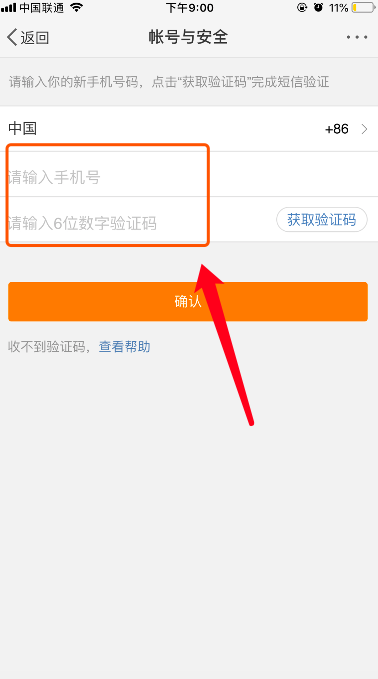 中国联通 下午9:00 11%
返回 帐号与安全
请输入你的新手机号码，点击“获取验证码”完成短信验证
中国 +86
请输入手机号
请输入6位数字验证码 获取验证码
确认
收不到验证码，查看帮助